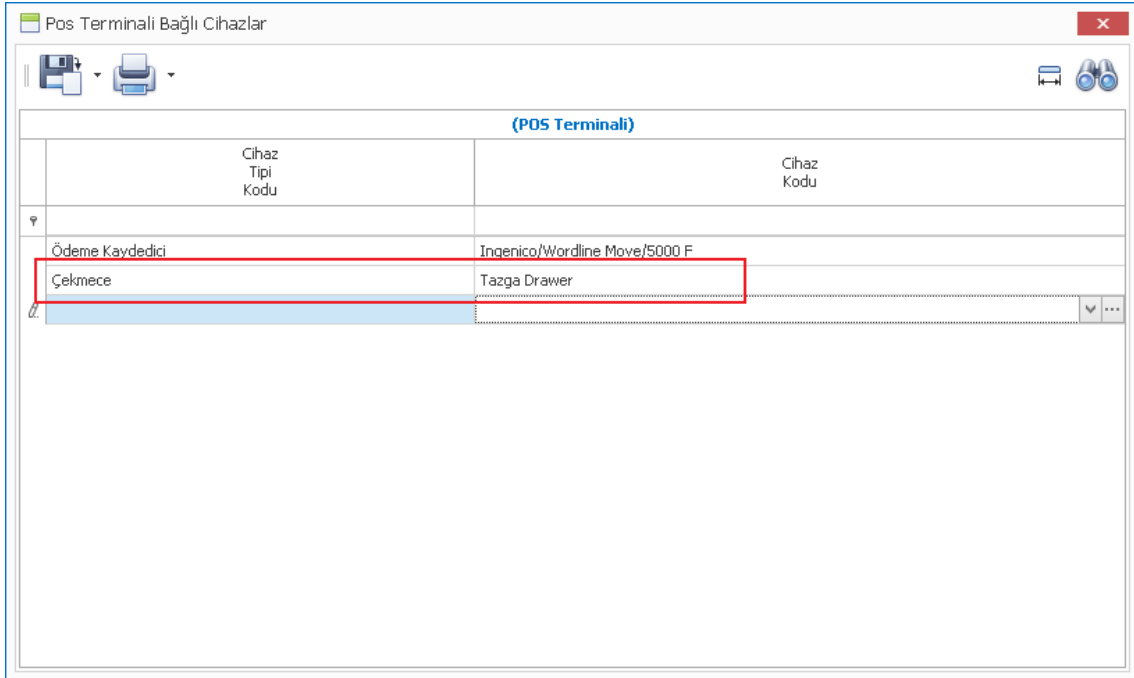 Pos Terminali Bağlı Cihazlar
(POS Terminali)
Cihaz
Tipi
Kodu
Cihaz
Kodu
Ödeme Kaydedici Ingenico/Wordline Move/5000 F
Çekmece Tazga Drawer